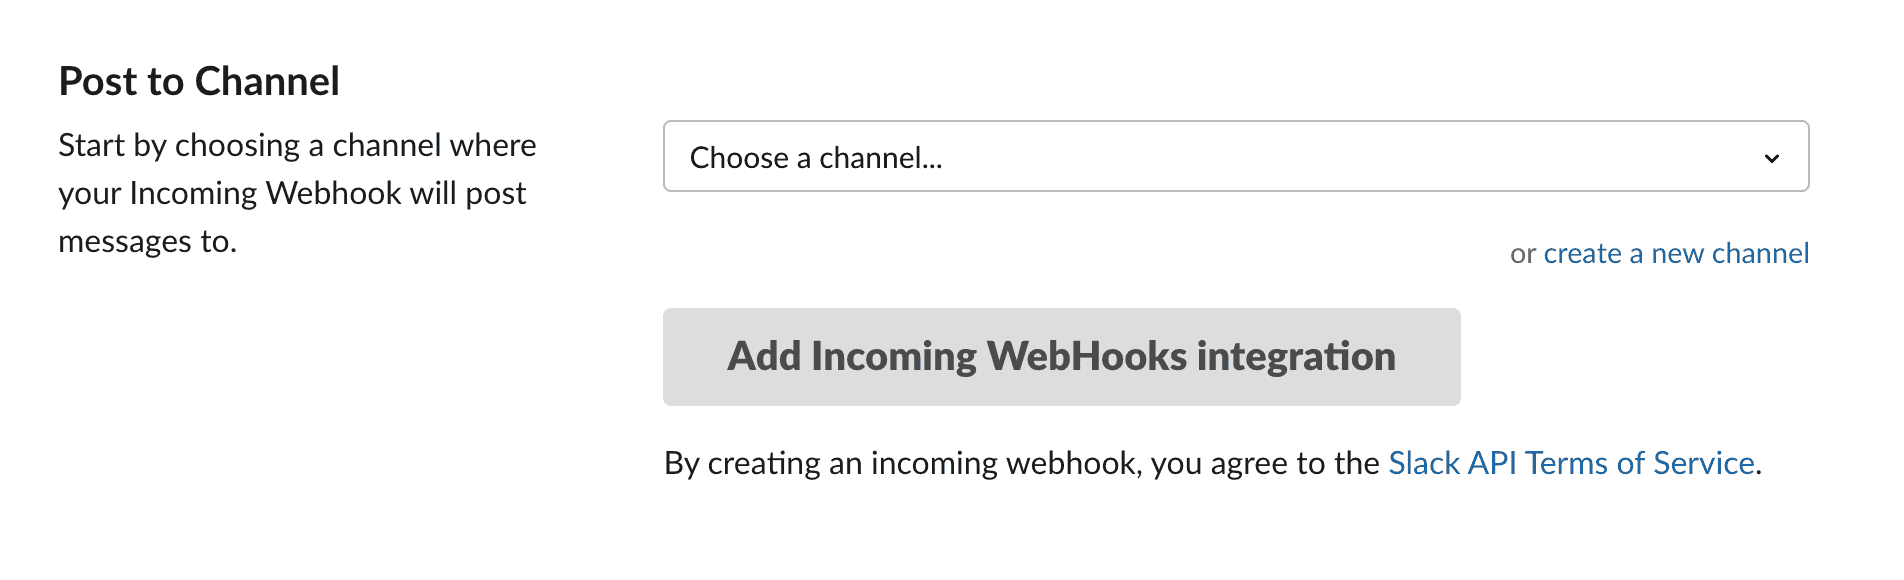 Post to Channel
Start by choosing a channel where
your Incoming Webhook will post
messages to.
Choose a channel...
or create a new channel
Add Incoming WebHooks integration
By creating an incoming webhook, you agree to the Slack API Terms of Service.